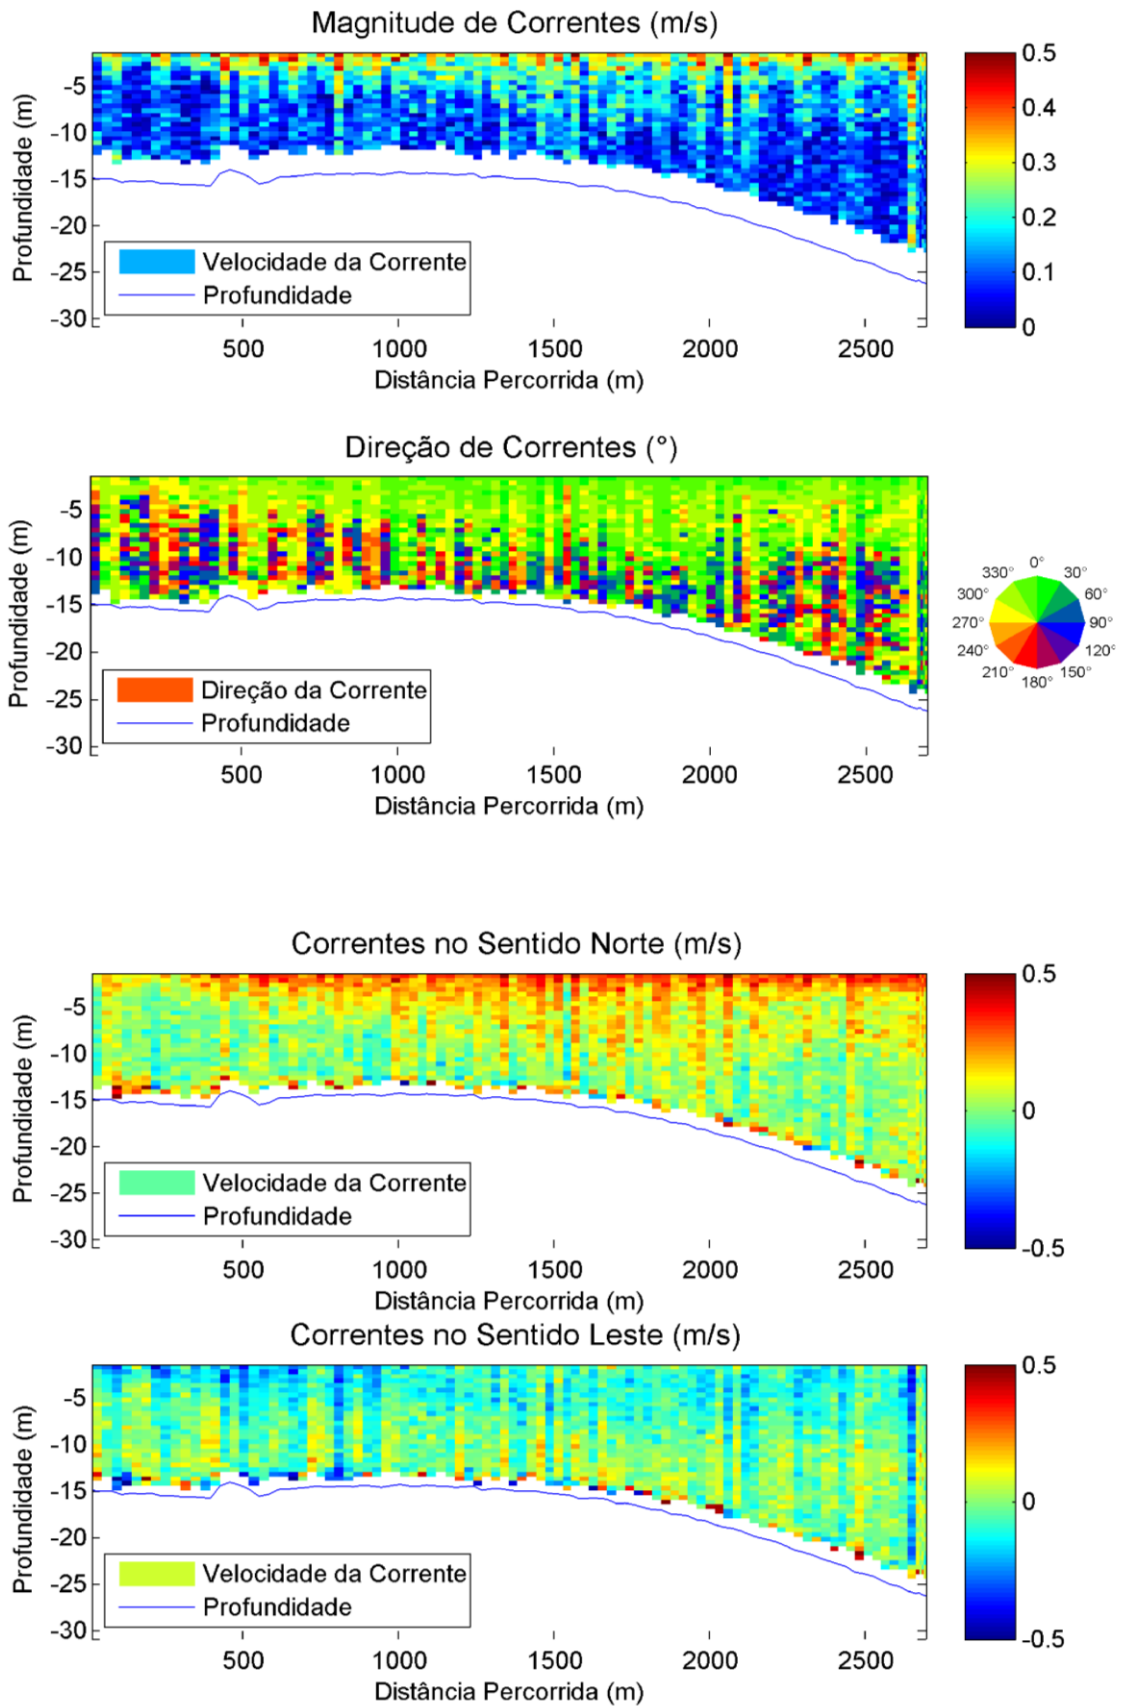 Magnitude de Correntes (m/s)
Profundidade (m)
-5
-10
-15
-20
-25
-30
Velocidade da Corrente
Profundidade
500 1000 1500 2000 2500
Distância Percorrida (m)
0.5
0.4
0.3
0.2
0.1
0
Direção de Correntes (°)
Profundidade (m)
-5
-10
-15
-20
-25
-30
Direção da Corrente
Profundidade
500 1000 1500 2000 2500
Distância Percorrida (m)
0°
330° 30°
300° 60°
270° 90°
240° 120°
210° 150°
180°
Correntes no Sentido Norte (m/s)
Profundidade (m)
-5
-10
-15
-20
-25
-30
Velocidade da Corrente
Profundidade
500 1000 1500 2000 2500
Distância Percorrida (m)
0.5
0
-0.5
Correntes no Sentido Leste (m/s)
Profundidade (m)
-5
-10
-15
-20
-25
-30
Velocidade da Corrente
Profundidade
500 1000 1500 2000 2500
Distância Percorrida (m)
0.5
0
-0.5